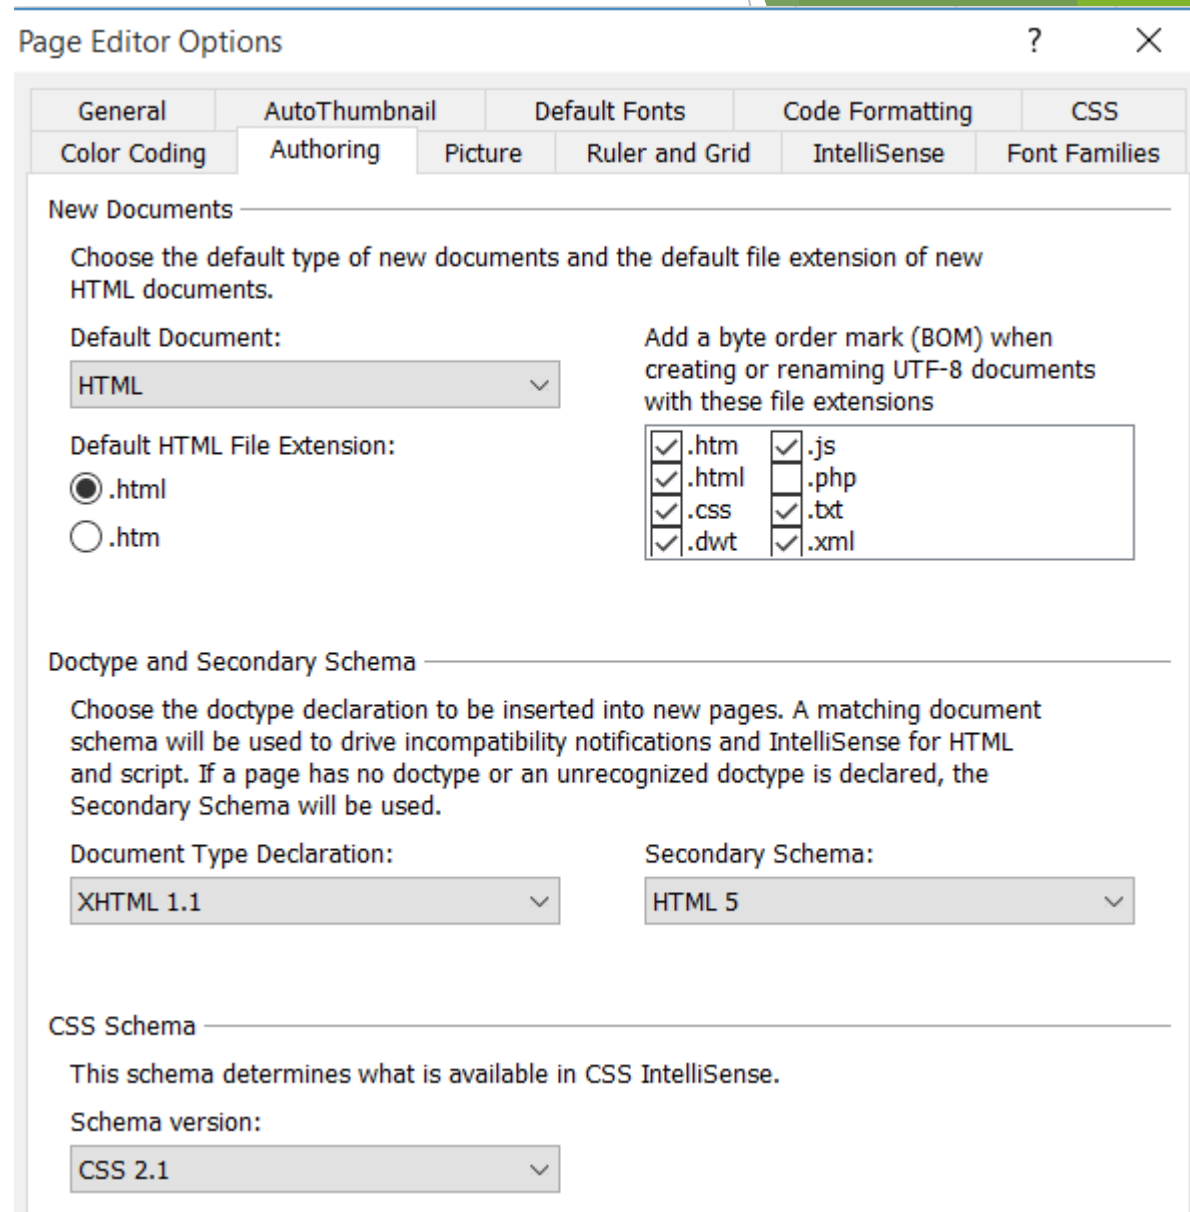 Page Editor Options ?
General AutoThumbnail Default Fonts Code Formatting CSS
Color Coding Authoring Picture Ruler and Grid IntelliSense Font Families
New Documents
Choose the default type of new documents and the default file extension of new
HTML documents.
Default Document:
HTML
Default HTML File Extension:
.html
.htm
Add a byte order mark (BOM) when
creating or renaming UTF-8 documents
with these file extensions
.htm .js
.html .php
.css .txt
.dwt .xml
Doctype and Secondary Schema
Choose the doctype declaration to be inserted into new pages. A matching document
schema will be used to drive incompatibility notifications and IntelliSense for HTML
and script. If a page has no doctype or an unrecognized doctype is declared, the
Secondary Schema will be used.
Document Type Declaration: Secondary Schema:
XHTML 1.1 HTML 5
CSS Schema
This schema determines what is available in CSS IntelliSense.
Schema version:
CSS 2.1